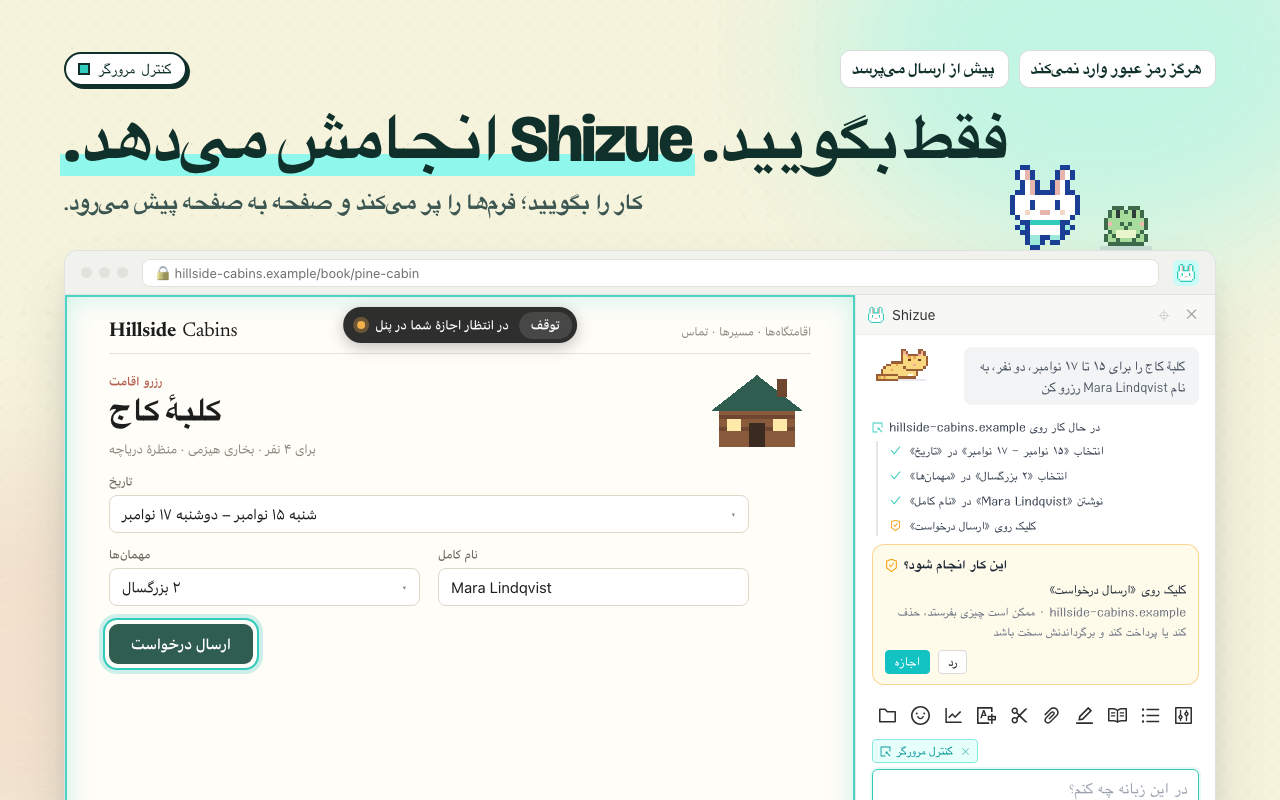 کنترل مرورگر
هرگز رمز عبور وارد نمی‌کند
پیش از ارسال می‌پرسد
فقط بگویید. Shizue انجامش می‌دهد.
کار را بگویید؛ فرم‌ها را پر می‌کند و صفحه به صفحه پیش می‌رود.
hillside-cabins.example/book/pine-cabin
Hillside Cabins
در انتظار اجازهٔ شما در پنل
توقف
اقامتگاه‌ها · مسیرها · تماس
رزرو اقامت
کلبهٔ کاج
برای ۴ نفر · بخاری هیزمی · منظرهٔ دریاچه
تاریخ
شنبه ۱۵ نوامبر – دوشنبه ۱۷ نوامبر
مهمان‌ها
نام کامل
۲ بزرگسال
Mara Lindqvist
ارسال درخواست
Shizue
کلبهٔ کاج را برای ۱۵ تا ۱۷ نوامبر، دو نفر، به
نام Mara Lindqvist رزرو کن
در حال کار روی hillside-cabins.example
انتخاب «۱۵ نوامبر – ۱۷ نوامبر» در «تاریخ»
انتخاب «۲ بزرگسال» در «مهمان‌ها»
نوشتن «Mara Lindqvist» در «نام کامل»
کلیک روی «ارسال درخواست»
این کار انجام شود؟
کلیک روی «ارسال درخواست»
hillside-cabins.example · ممکن است چیزی بفرستد، حذف
کند یا پرداخت کند و برگرداندنش سخت باشد
اجازه
رد
کنترل مرورگر
در این زبانه چه کنم؟